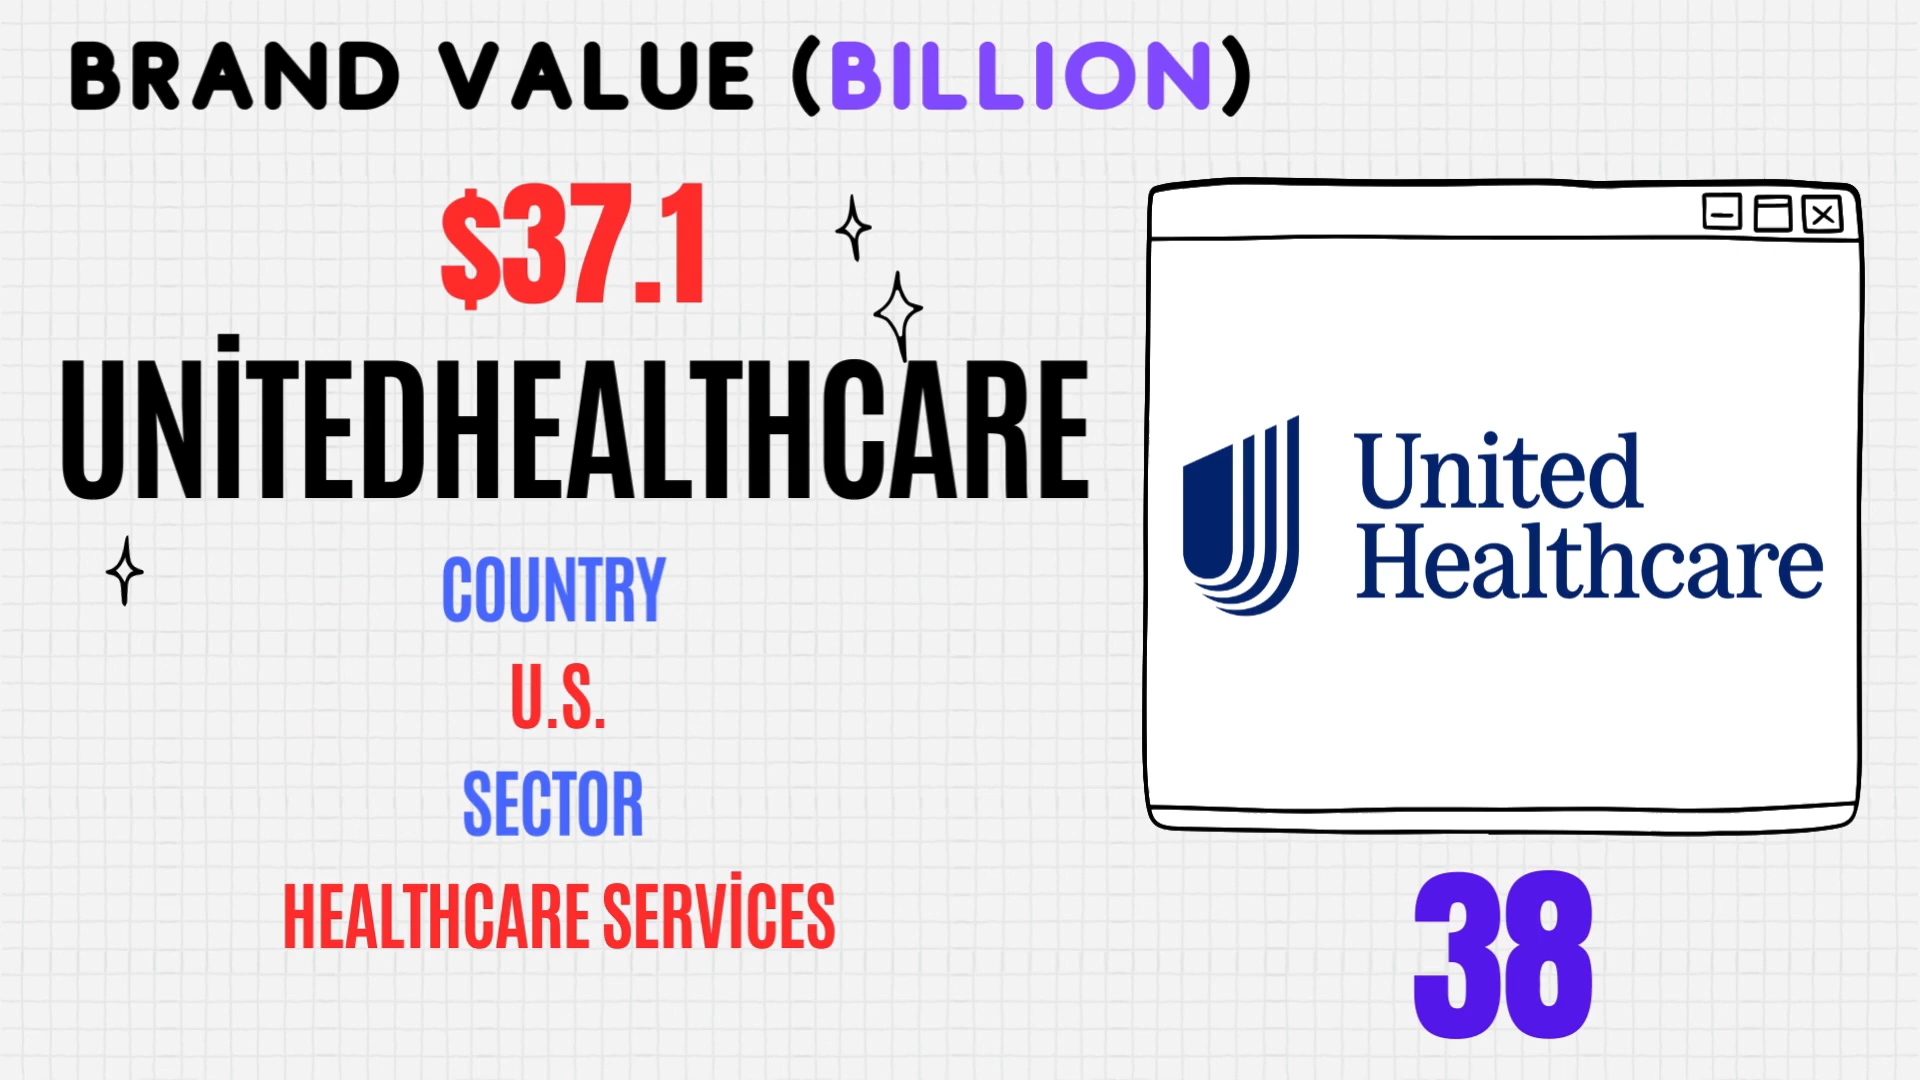 BRAND VALUE (BILLION)
$37.1
UNİTEDHEALTHCARE
COUNTRY
U.S.
SECTOR
HEALTHCARE SERVİCES
United
Healthcare
38